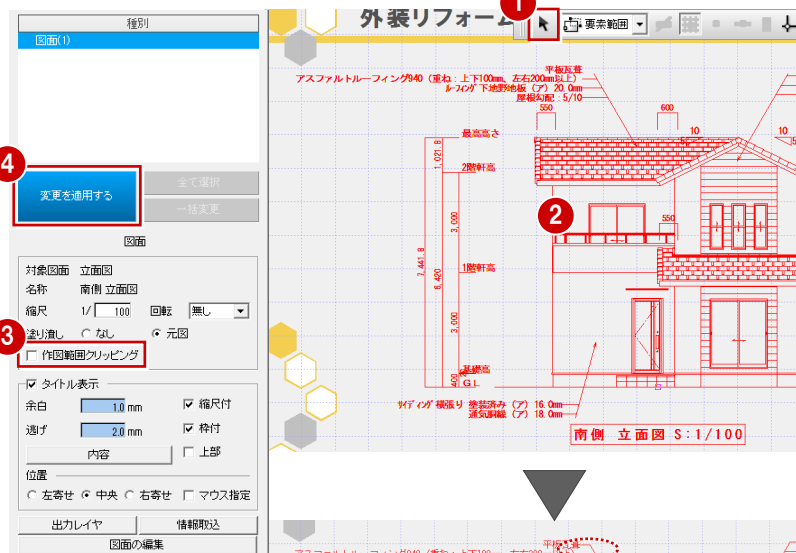 種別
図面(1)
4
変更を適用する
全て選択
一括変更
図面
対象図面 立面図
名称 南側 立面図
縮尺 1/ 100 回転 無し
塗り潰し なし 元図
3
作図範囲クリッピング
タイトル表示
余白 1.0 mm 縮尺付
逃げ 2.0 mm 枠付
内容 上部
位置
左寄せ 中央 右寄せ マウス指定
出力レイヤ 情報取込
図面の編集
外装リフォーム
1
要素範囲
平板瓦葺
アスファルトルーフィング940（重ね：上下100mm、左右200mm以上）
ルーフィング下地野地板（ア）20.0mm
屋根勾配：5/10
550
600
10
10
最高高さ
1,021.8
2階軒高
2
550
3,000
7,441.8
6,420
1階軒高
3,000
基礎高
400
GL
サイディング横張り 塗装済み（ア）16.0mm
通気胴縁（ア）18.0mm
南側 立面図 S:1/100